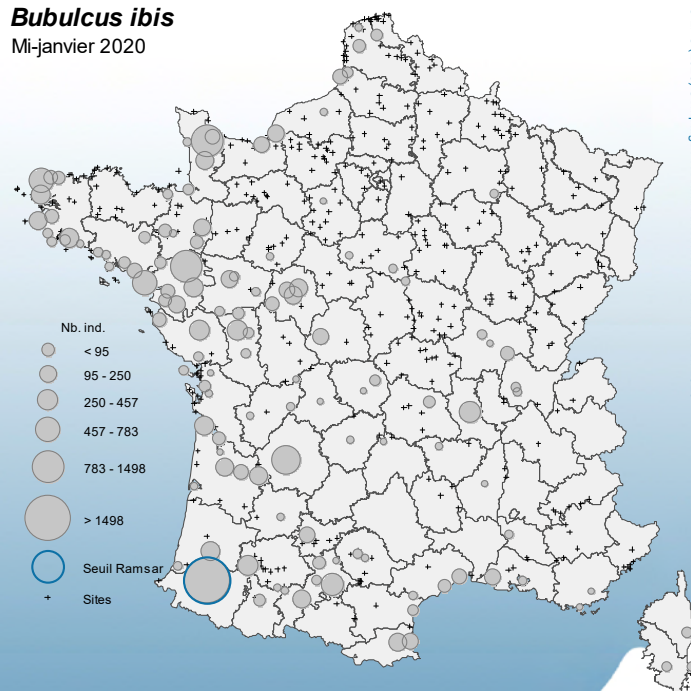 Bubulcus ibis
Mi-janvier 2020
Nb. ind.
< 95
95 - 250
250 - 457
457 - 783
783 - 1498
> 1498
Seuil Ramsar
Sites